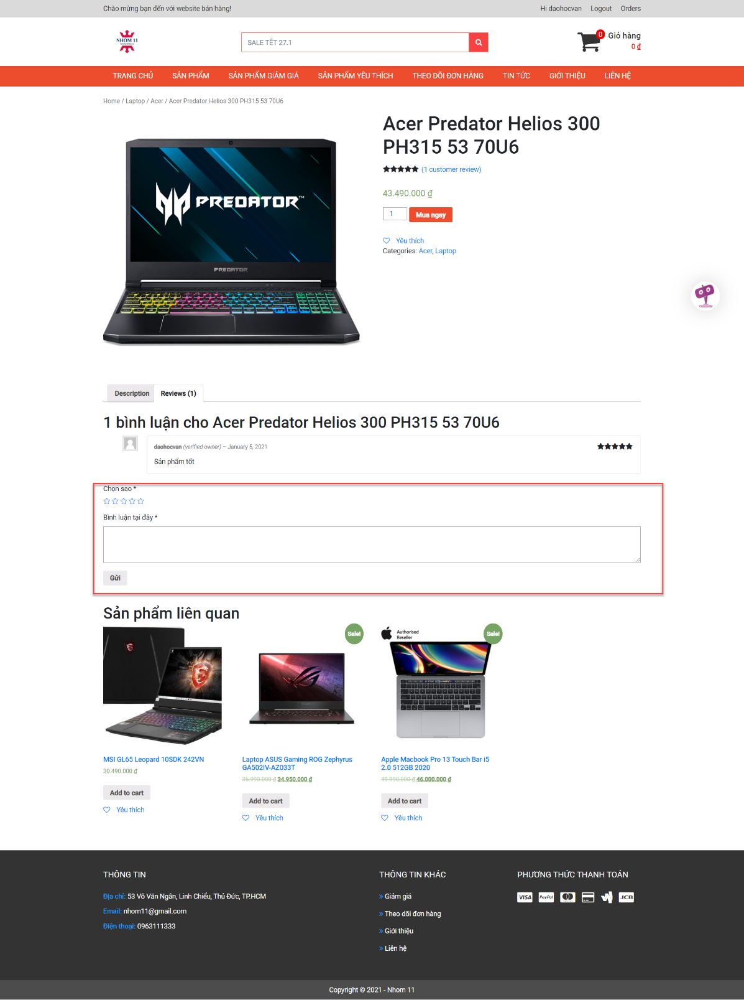 Chào mừng bạn đến với website bán hàng!
Hi daohocvan Logout Orders
NHÓM 11
WORDPRESS
SALE TẾT 27.1
0
Giỏ hàng
0 ₫
TRANG CHỦ SẢN PHẨM SẢN PHẨM GIẢM GIÁ SẢN PHẨM YÊU THÍCH THEO DÕI ĐƠN HÀNG TIN TỨC GIỚI THIỆU LIÊN HỆ
Home / Laptop / Acer / Acer Predator Helios 300 PH315 53 70U6
PREDATOR™
PREDATOR
Acer Predator Helios 300
PH315 53 70U6
(1 customer review)
43.490.000 ₫
1 Mua ngay
Yêu thích
Categories: Acer, Laptop
Description Reviews (1)
1 bình luận cho Acer Predator Helios 300 PH315 53 70U6
daohocvan (verified owner) – January 5, 2021
Sản phẩm tốt
Chọn sao *
Bình luận tại đây *
Gửi
Sản phẩm liên quan
MSI GL65 Leopard 10SDK 242VN
30.490.000 ₫
Add to cart
Yêu thích
Sale!
Laptop ASUS Gaming ROG Zephyrus
GA502IV-AZ033T
35.990.000 ₫ 34.950.000 ₫
Add to cart
Yêu thích
Authorised
Reseller
Sale!
Apple Macbook Pro 13 Touch Bar i5
2.0 512GB 2020
49.990.000 ₫ 46.000.000 ₫
Add to cart
Yêu thích
THÔNG TIN
Địa chỉ: 53 Võ Văn Ngân, Linh Chiểu, Thủ Đức, TP.HCM
Email: nhom11@gmail.com
Điện thoại: 0963111333
THÔNG TIN KHÁC
» Giảm giá
» Theo dõi đơn hàng
» Giới thiệu
» Liên hệ
PHƯƠNG THỨC THANH TOÁN
VISA PayPal JCB
Copyright © 2021 - Nhom 11